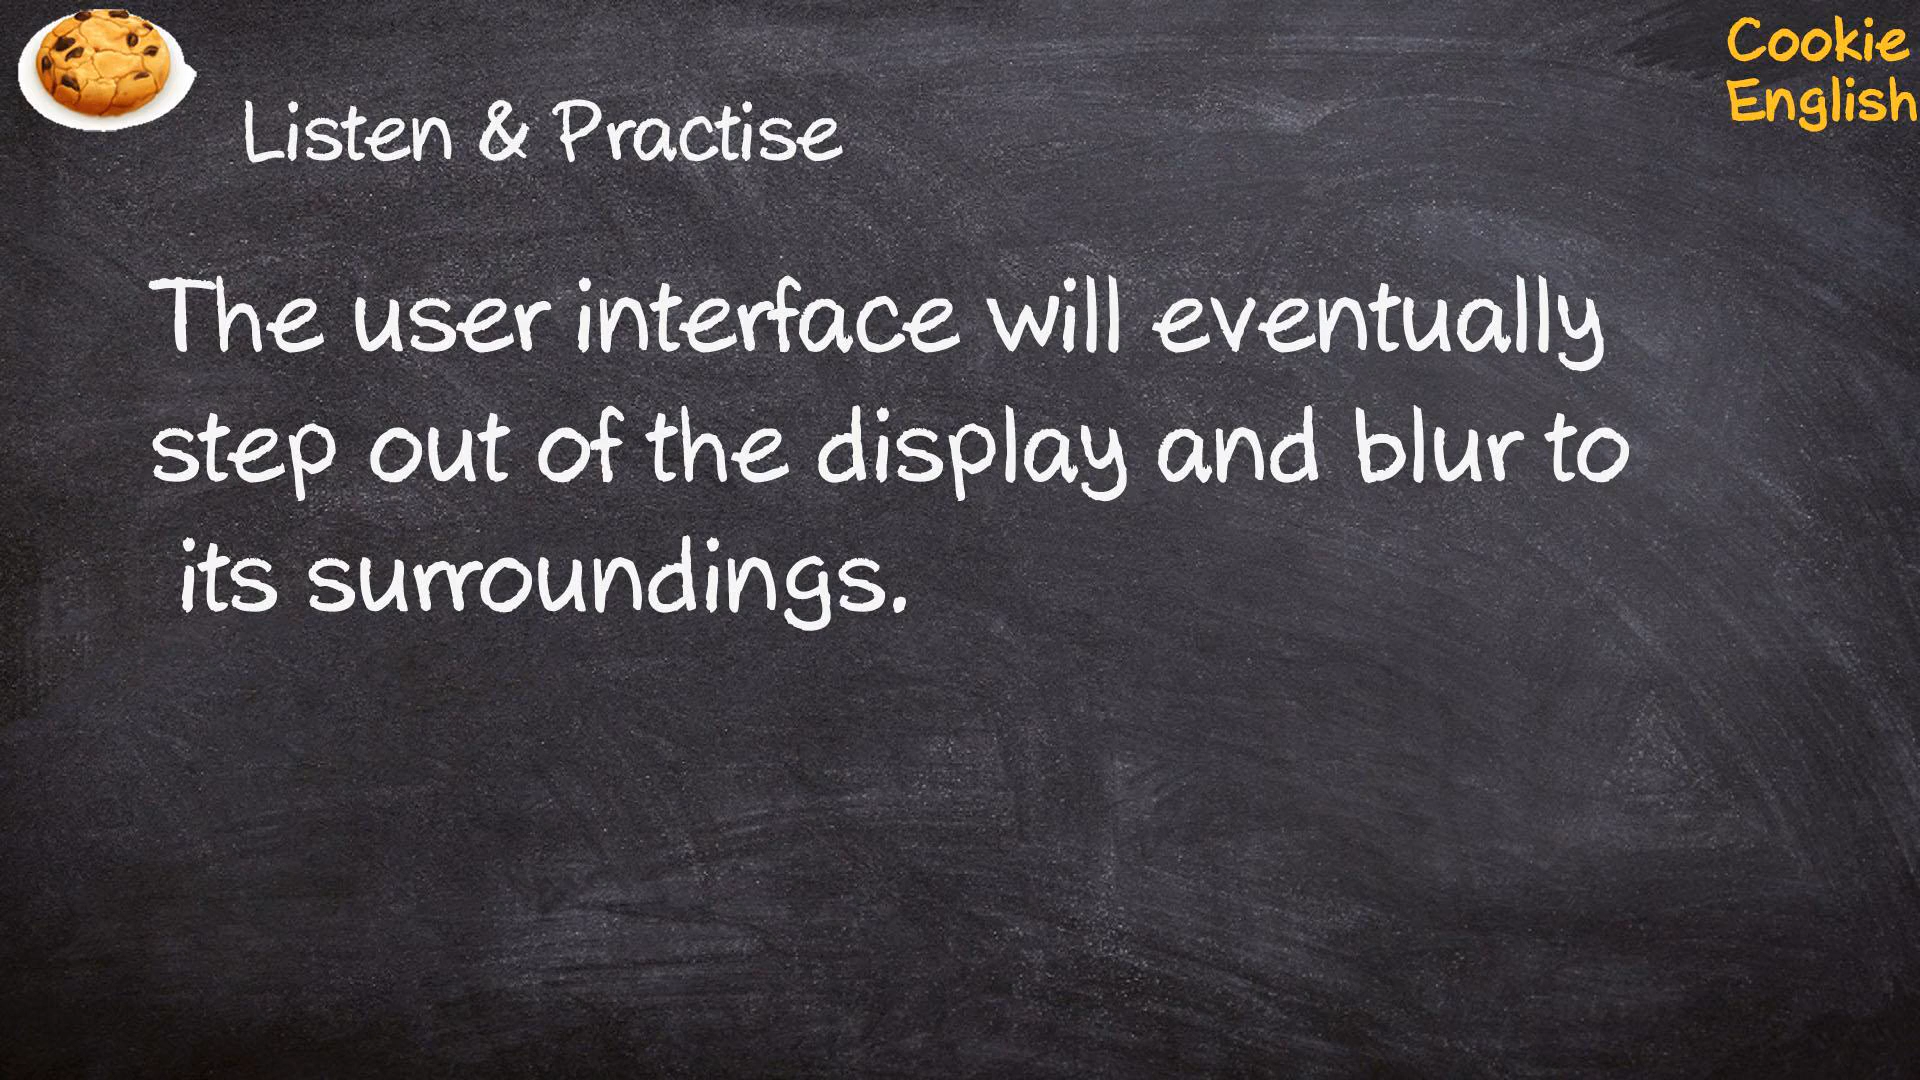 Cookie
English
Listen & Practise
The user interface will eventually
step out of the display and blur to
its surroundings.